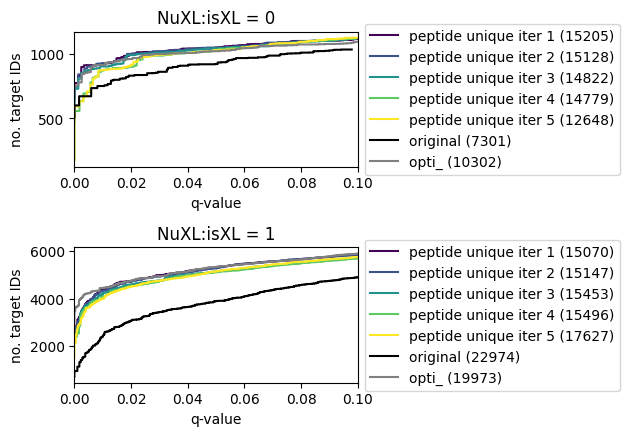 NuXL:isXL = 0
no. target IDs
1000
500
0.00 0.02 0.04 0.06 0.08 0.10
q-value
peptide unique iter 1 (15205)
peptide unique iter 2 (15128)
peptide unique iter 3 (14822)
peptide unique iter 4 (14779)
peptide unique iter 5 (12648)
original (7301)
opti_ (10302)
NuXL:isXL = 1
no. target IDs
6000
4000
2000
0.00 0.02 0.04 0.06 0.08 0.10
q-value
peptide unique iter 1 (15070)
peptide unique iter 2 (15147)
peptide unique iter 3 (15453)
peptide unique iter 4 (15496)
peptide unique iter 5 (17627)
original (22974)
opti_ (19973)